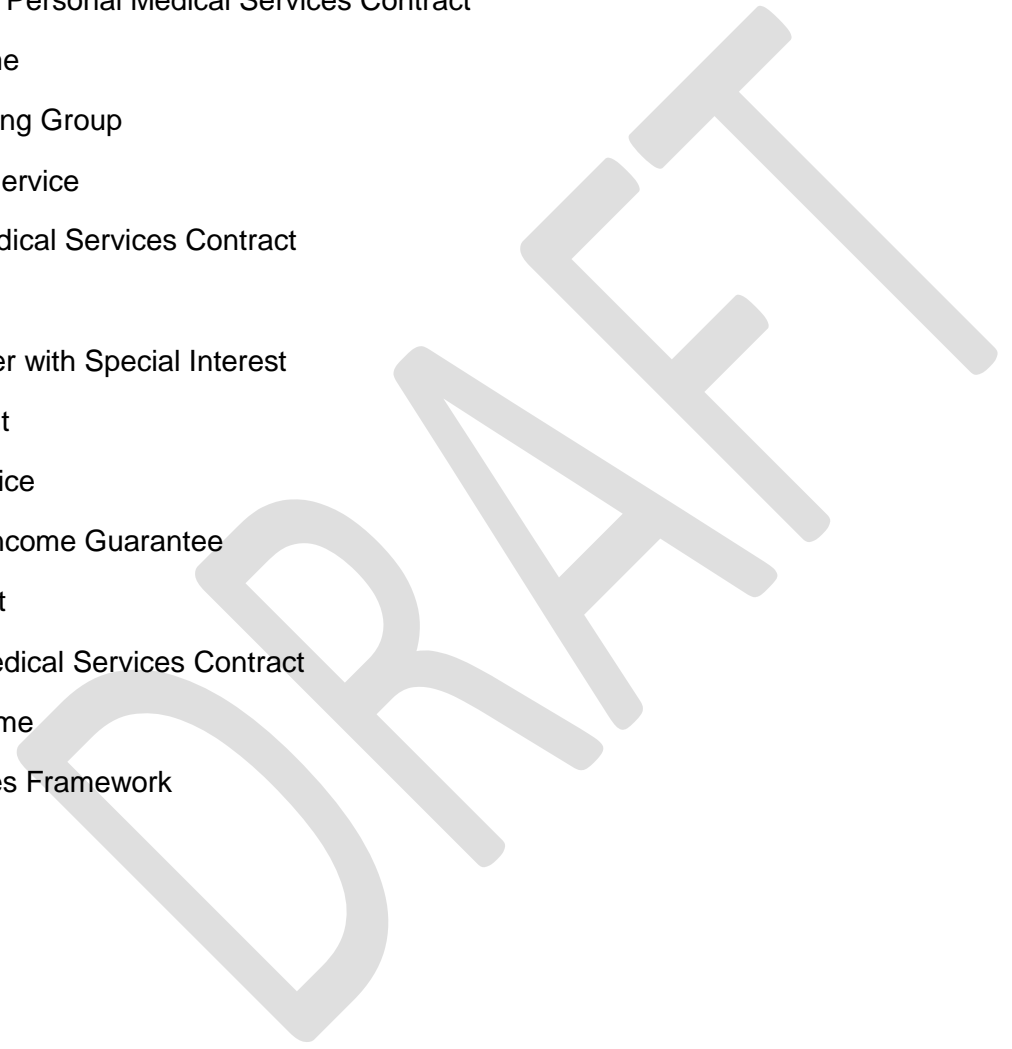 Personal Medical Services Contract
ne
ng Group
ervice
dical Services Contract
er with Special Interest
t
ice
ncome Guarantee
t
edical Services Contract
me
es Framework
DRAFT